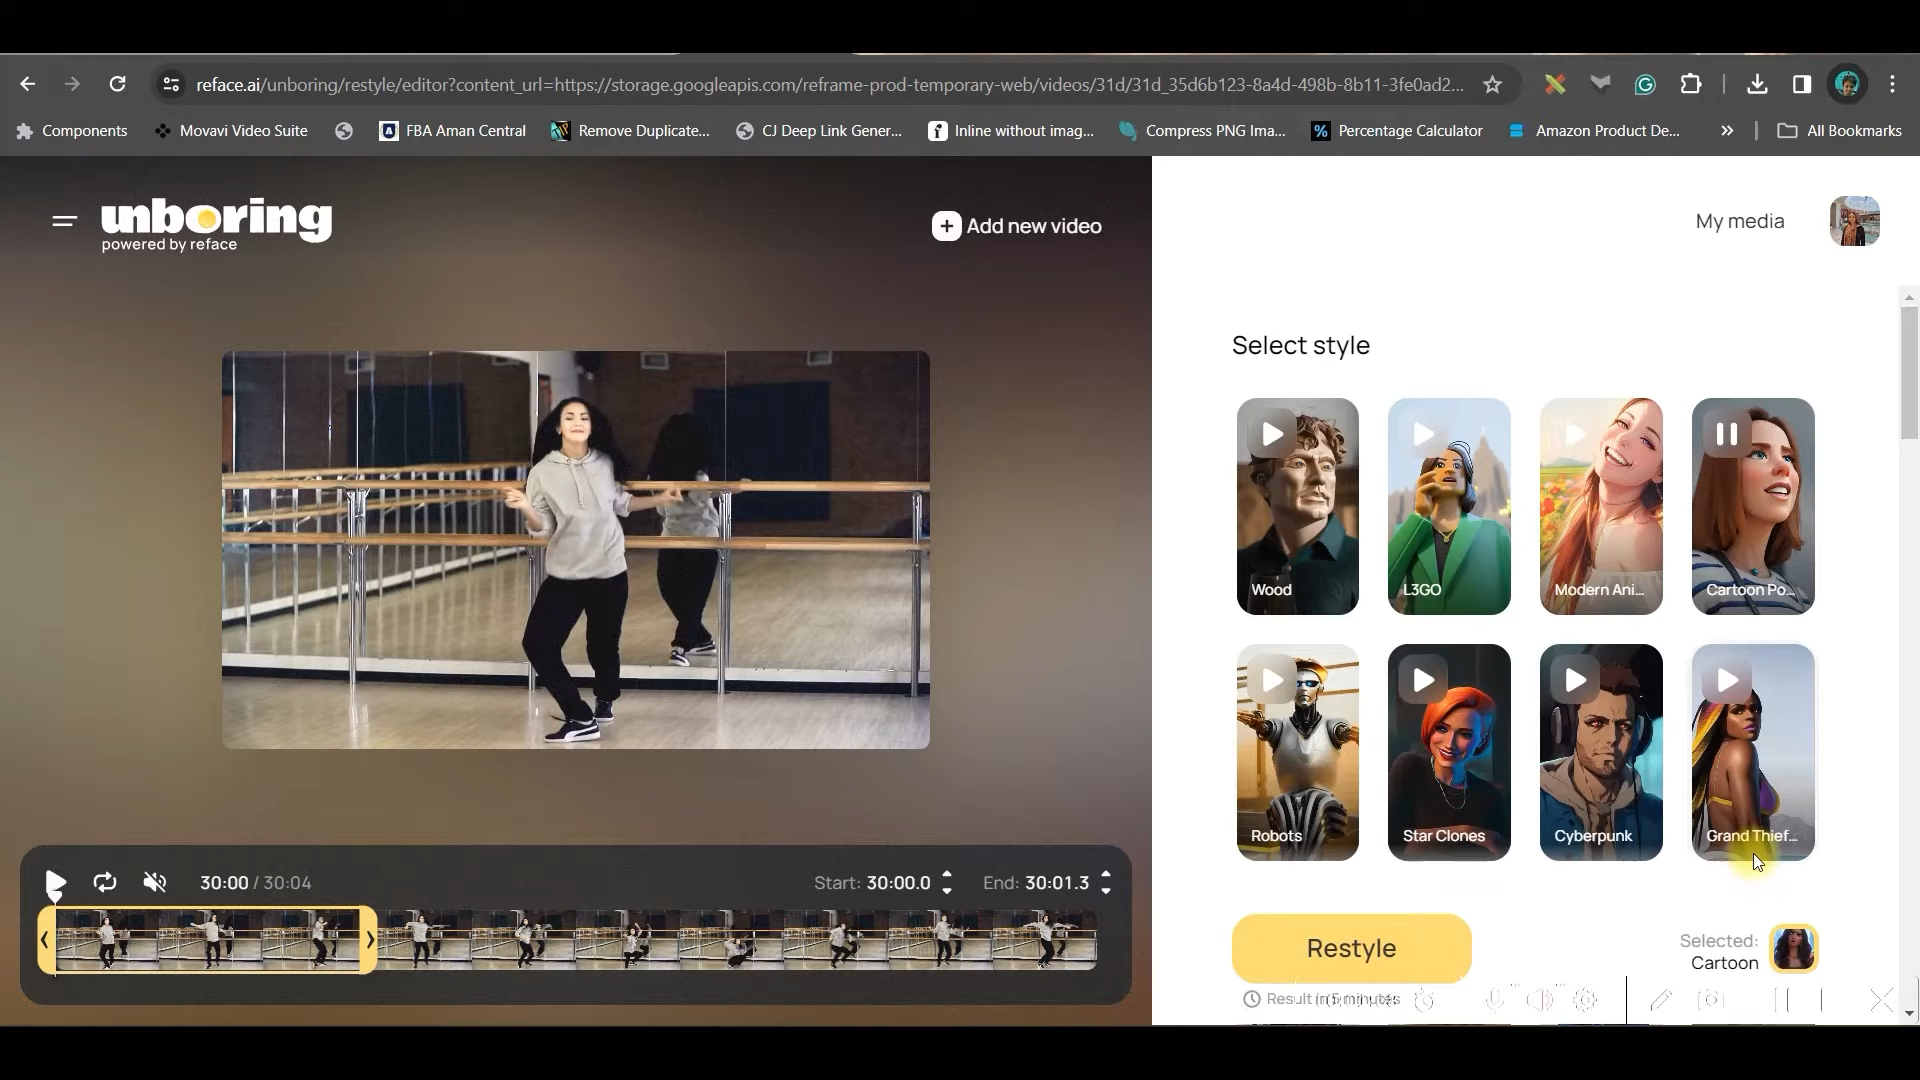 reface.ai/unboring/restyle/editor?content_url=https://storage.googleapis.com/reframe-prod-temporary-web/videos/31d/31d_35d6b123-8a4d-498b-8b11-3fe0ad2...
Components
Movavi Video Suite
FBA Aman Central
Remove Duplicate...
CJ Deep Link Gener...
Inline without imag...
Compress PNG Ima...
Percentage Calculator
Amazon Product De...
All Bookmarks
unboring
powered by reface
Add new video
My media
Select style
Wood
L3GO
Modern Ani...
Cartoon Po...
Robots
Star Clones
Cyberpunk
Grand Thief...
30:00 / 30:04
Start: 30:00.0
End: 30:01.3
Restyle
Selected:
Cartoon
Result in 5 minutes